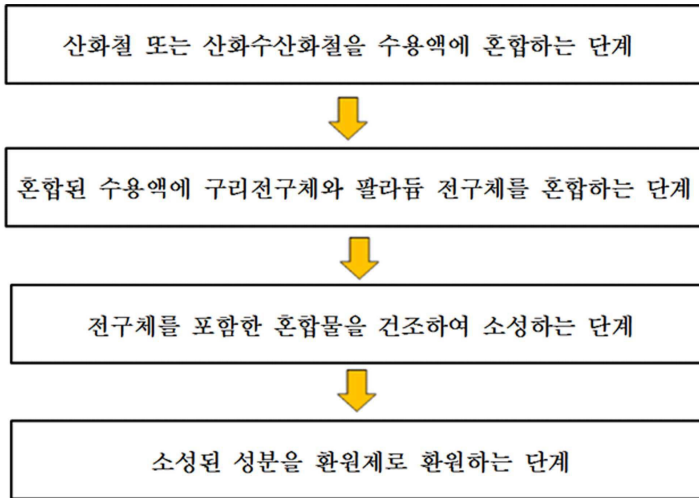 산화철 또는 산화수산화철을 수용액에 혼합하는 단계
혼합된 수용액에 구리전구체와 팔라듐 전구체를 혼합하는 단계
전구체를 포함한 혼합물을 건조하여 소성하는 단계
소성된 성분을 환원제로 환원하는 단계